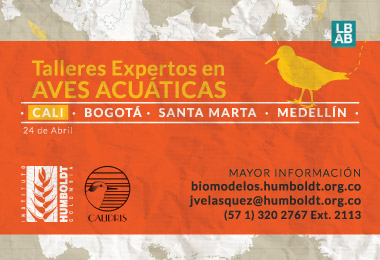 LB
AB
Talleres Expertos en
AVES ACUÁTICAS
· CALI · BOGOTÁ · SANTA MARTA · MEDELLÍN ·
24 de Abril
INSTITUTO
HUMBOLDT
COLOMBIA
CALIDRIS
MAYOR INFORMACIÓN
biomodelos.humboldt.org.co
jvelasquez@humboldt.org.co
(57 1) 320 2767 Ext. 2113